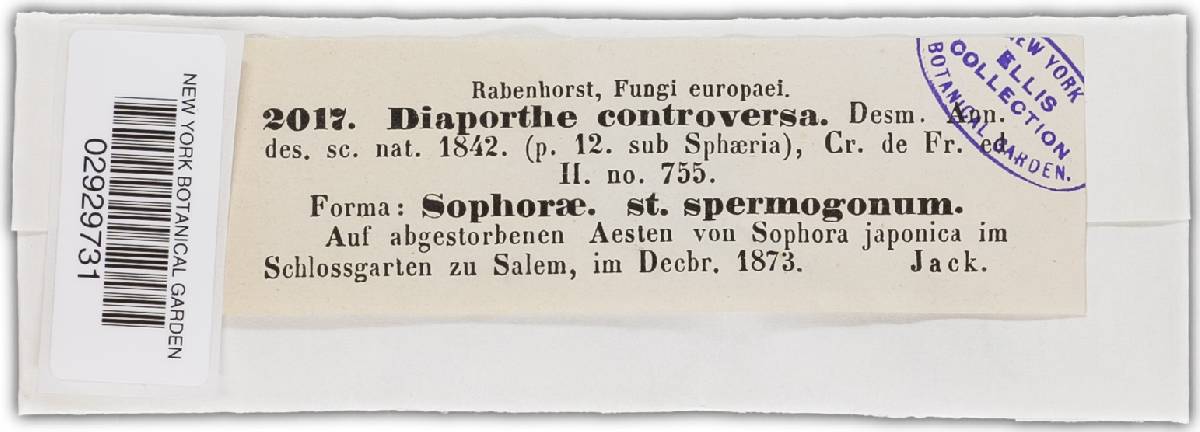 NEW YORK BOTANICAL GARDEN
02929731
NEW YORK
BOTANICAL GARDEN.
ELLIS
COLLECTION
Rabenhorst, Fungi europaei.
2017. Diaporthe controversa. Desm. Ann.
des. sc. nat. 1842. (p. 12. sub Sphæria), Cr. de Fr. ed.
II. no. 755.
Forma: Sophoræ. st. spermogonum.
Auf abgestorbenen Aesten von Sophora japonica im
Schlossgarten zu Salem, im Decbr. 1873. Jack.